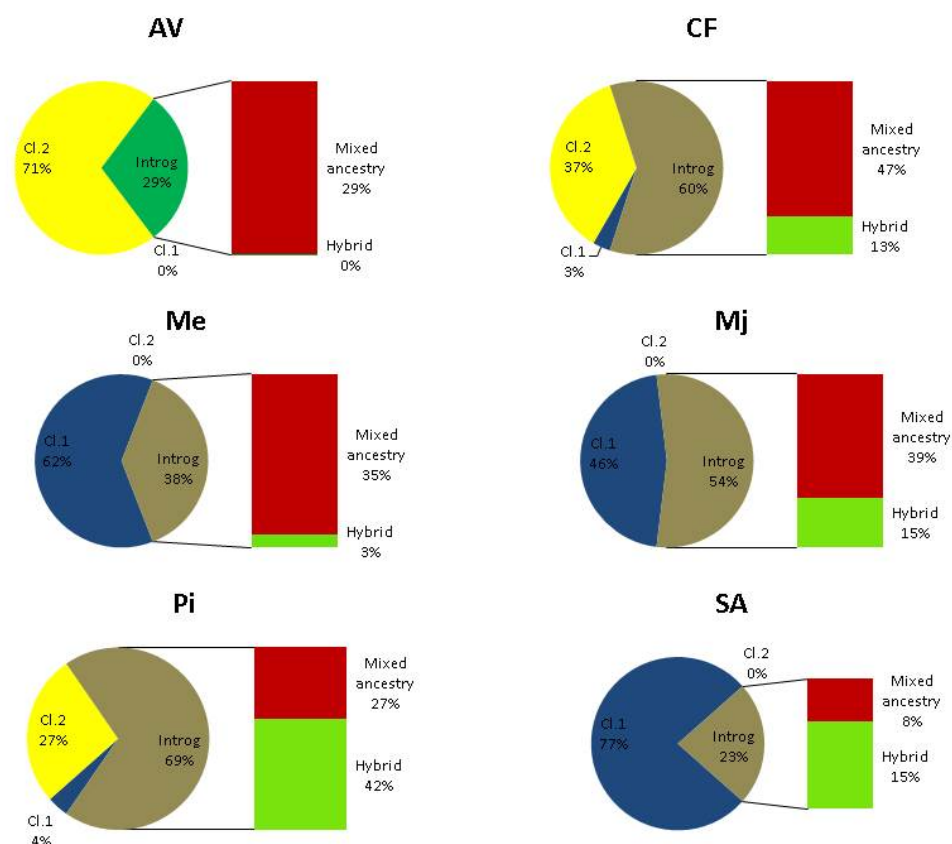 AV
Cl.2
71%
Introg
29%
Cl.1
0%
Mixed
ancestry
29%
Hybrid
0%
CF
Cl.2
37%
Introg
60%
Cl.1
3%
Mixed
ancestry
47%
Hybrid
13%
Me
Cl.2
0%
Cl.1
62%
Introg
38%
Mixed
ancestry
35%
Hybrid
3%
Mj
Cl.2
0%
Cl.1
46%
Introg
54%
Mixed
ancestry
39%
Hybrid
15%
Pi
Cl.2
27%
Introg
69%
Cl.1
4%
Mixed
ancestry
27%
Hybrid
42%
SA
Cl.2
0%
Cl.1
77%
Introg
23%
Mixed
ancestry
8%
Hybrid
15%